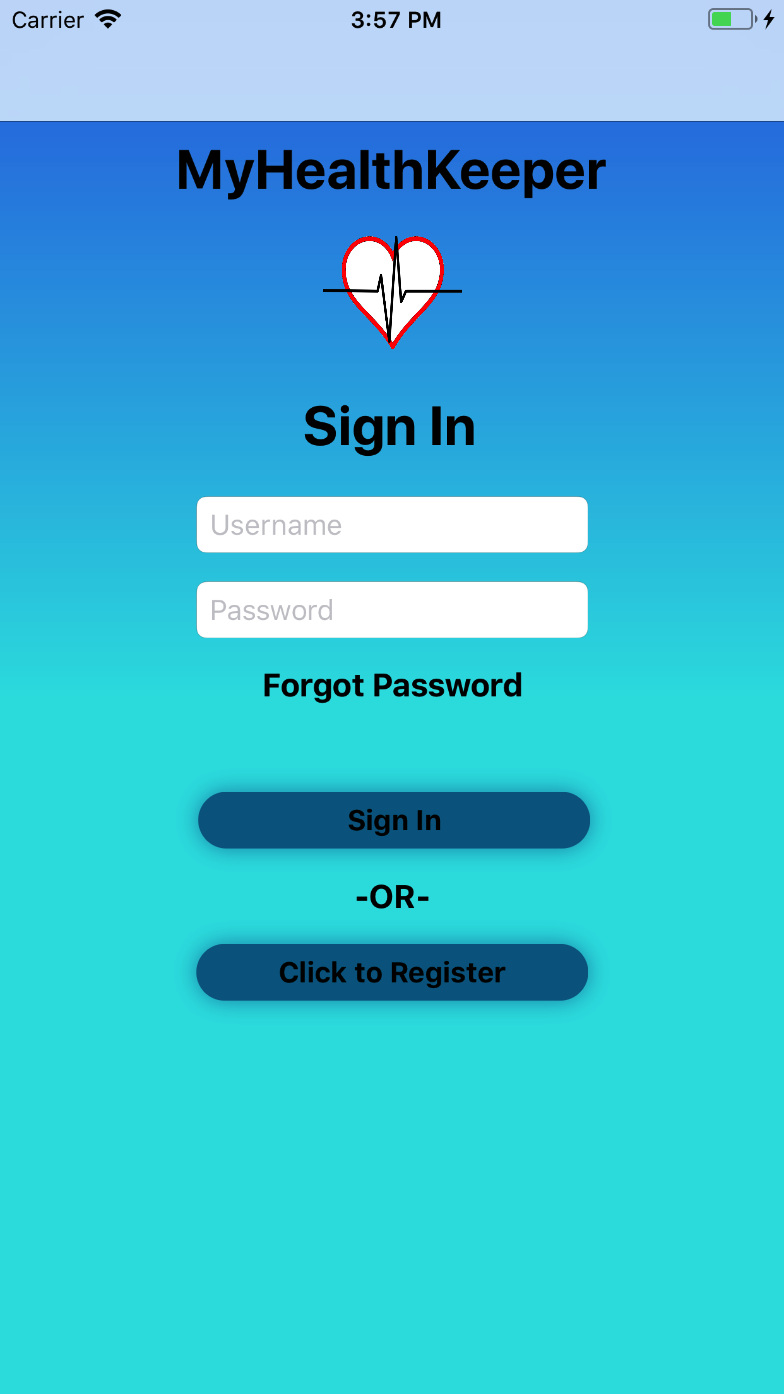 Carrier 3:57 PM
MyHealthKeeper
Sign In
Username
Password
Forgot Password
Sign In
-OR-
Click to Register